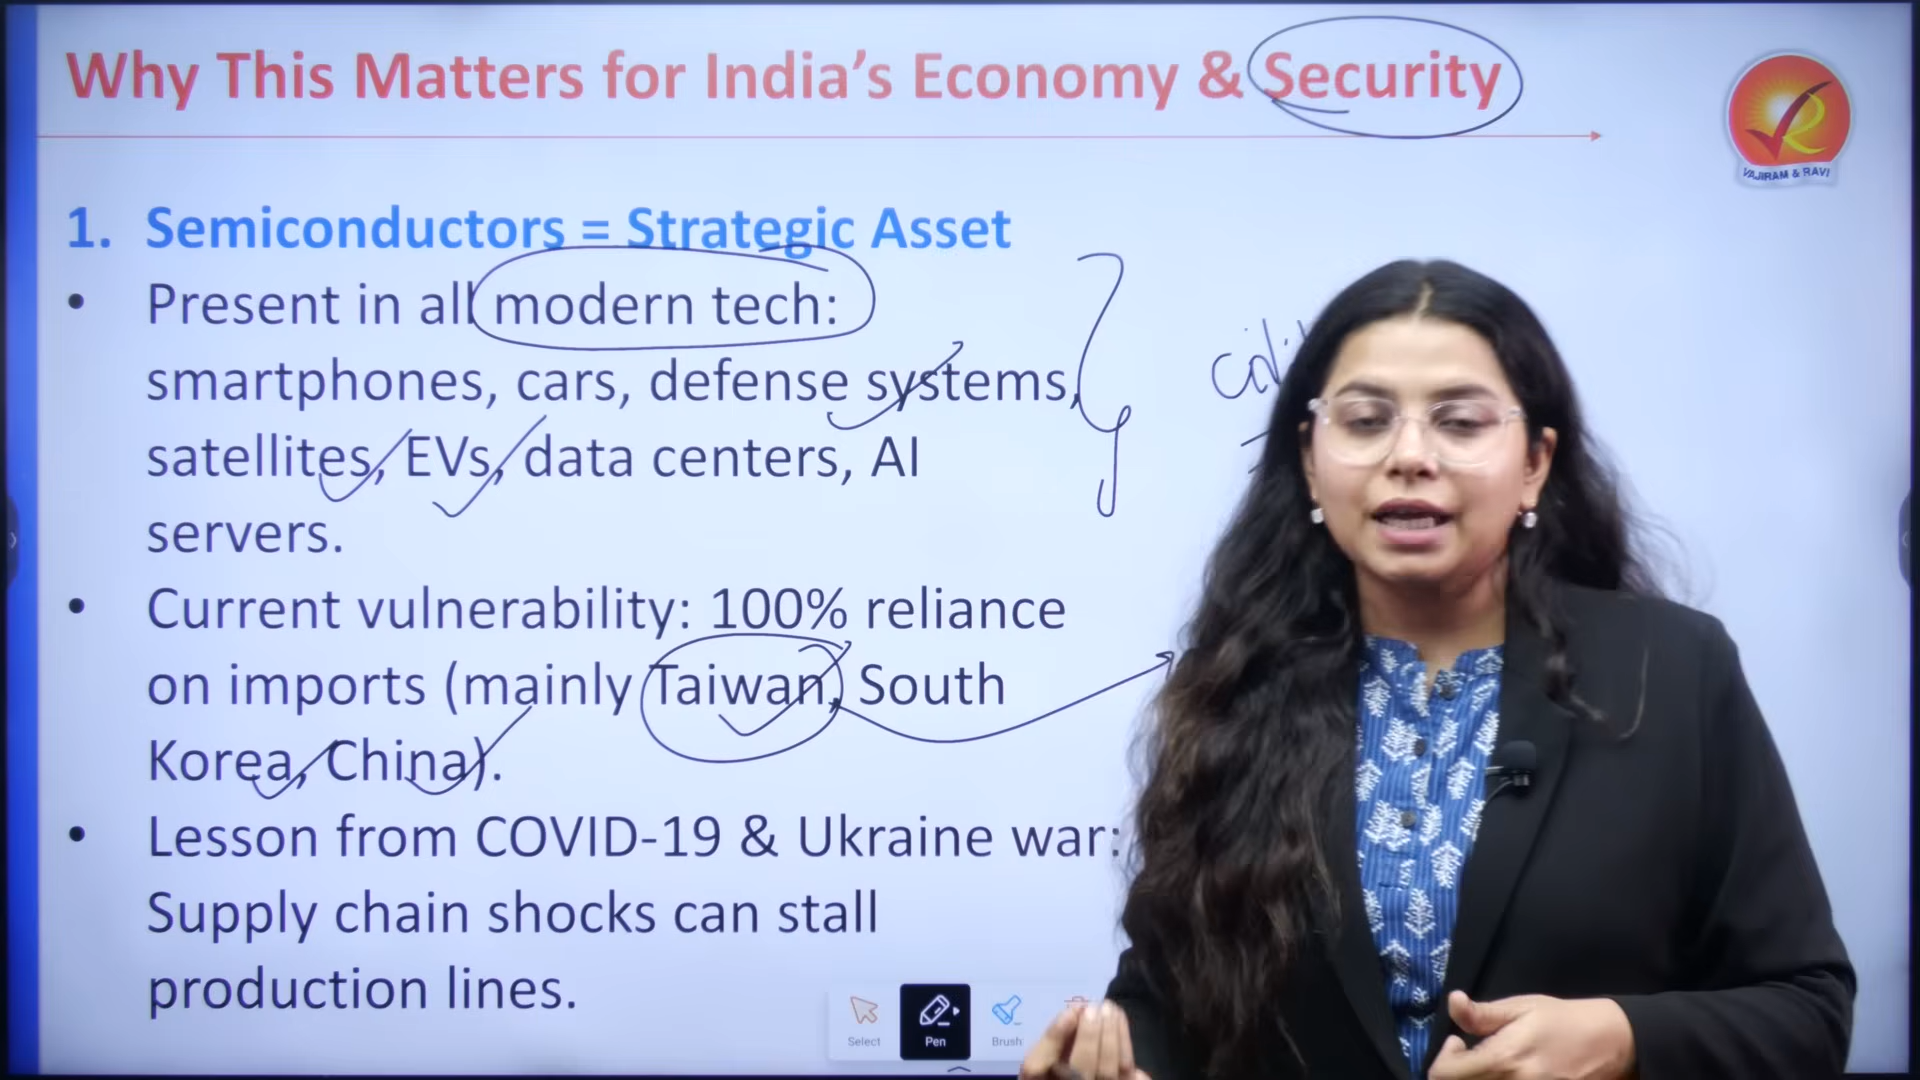 Why This Matters for India's Economy & Security
VAJIRAM & RAVI
1. Semiconductors = Strategic Asset
• Present in all modern tech:
smartphones, cars, defense systems,
satellites, EVs, data centers, AI
servers.
• Current vulnerability: 100% reliance
on imports (mainly Taiwan, South
Korea, China).
• Lesson from COVID-19 & Ukraine war:
Supply chain shocks can stall
production lines.
Select Pen Brush